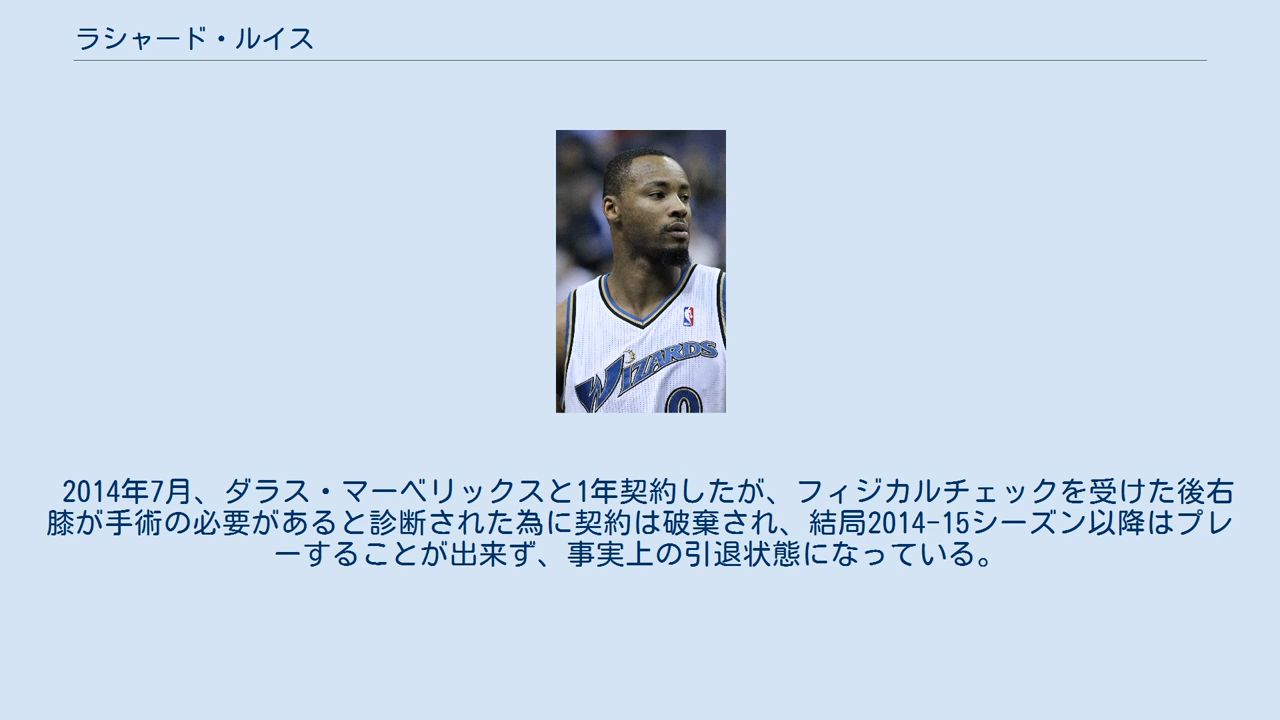 ラシャード・ルイス
WIZARDS
2014年7月、ダラス・マーベリックスと1年契約したが、フィジカルチェックを受けた後右
膝が手術の必要があると診断された為に契約は破棄され、結局2014-15シーズン以降はプレ
ーすることが出来ず、事実上の引退状態になっている。